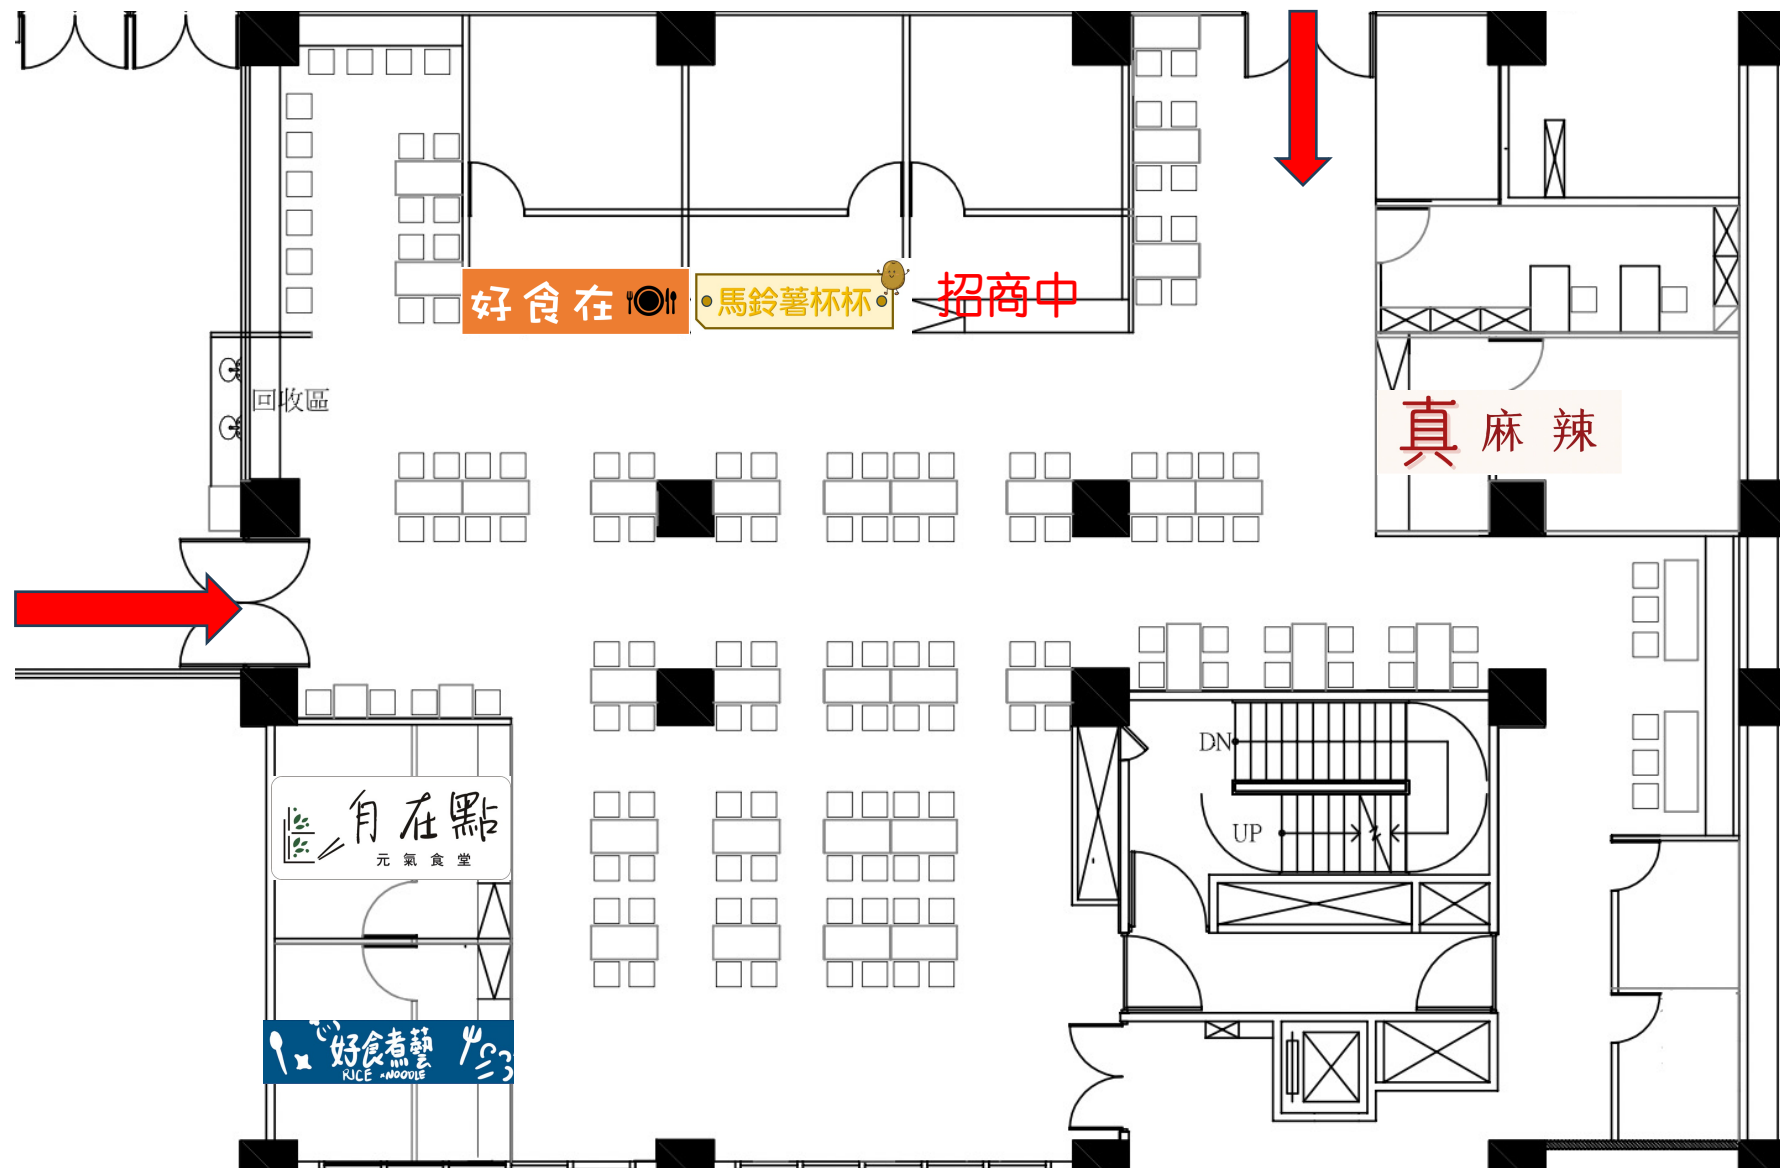 好食在
馬鈴薯杯杯
招商中
回收區
真麻辣
DN
UP
自在點
元氣食堂
好食煮藝
RICE × NOODLE